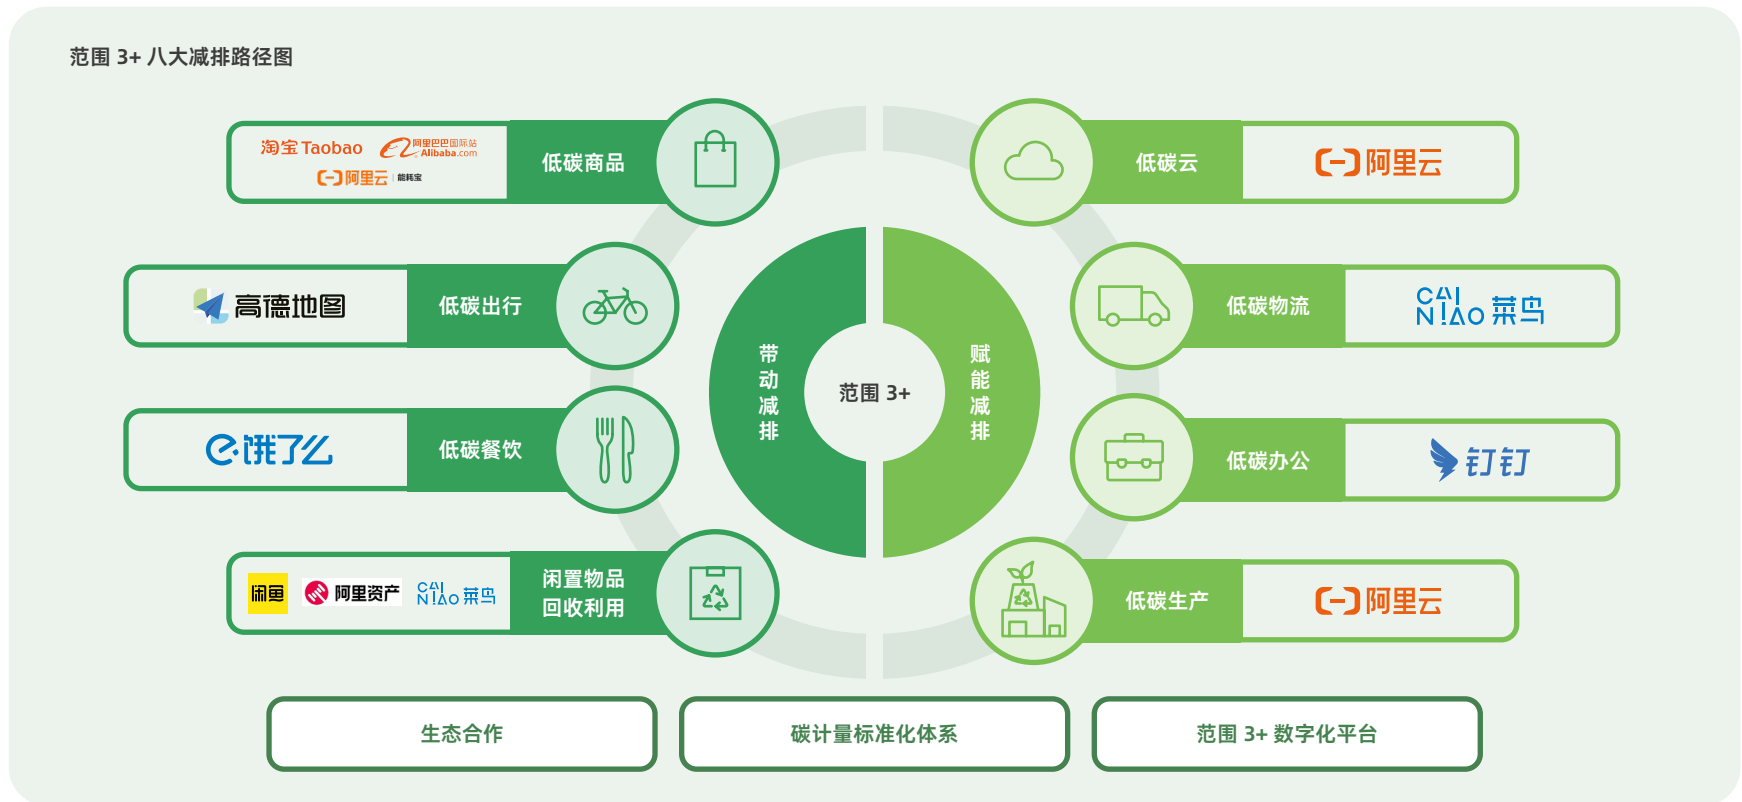 范围 3+ 八大减排路径图
淘宝 Taobao
阿里巴巴国际站
Alibaba.com
阿里云 | 能耗宝
低碳商品
高德地图
低碳出行
饿了么
低碳餐饮
闲鱼
阿里资产
CAI
NIAO 菜鸟
闲置物品
回收利用
带动减排
范围 3+
赋能减排
低碳云
阿里云
低碳物流
CAI
NIAO 菜鸟
低碳办公
钉钉
低碳生产
阿里云
生态合作
碳计量标准化体系
范围 3+ 数字化平台